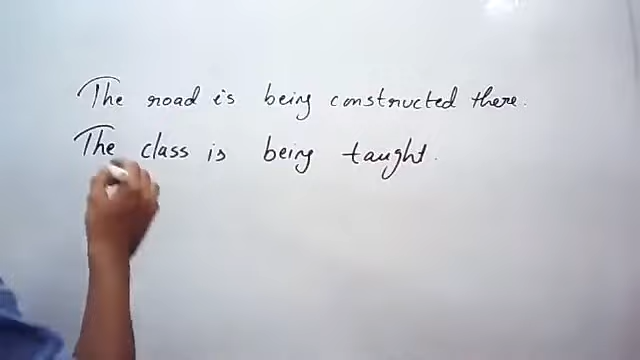 The road is being constructed there.
The class is being taught.